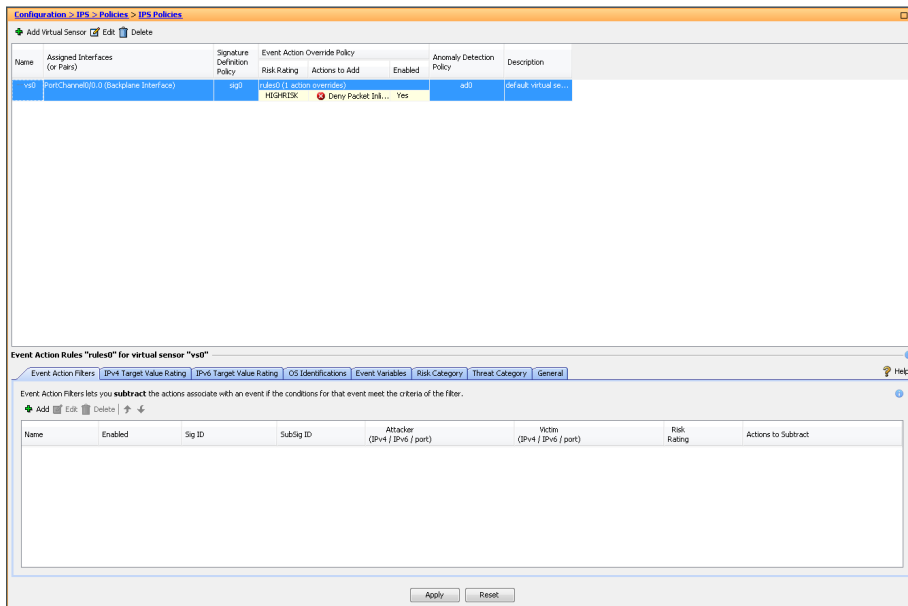 Configuration > IPS > Policies > IPS Policies
Add Virtual Sensor Edit Delete
Name Assigned Interfaces (or Pairs) Signature Definition Policy Event Action Override Policy Anomaly Detection Policy Description
Risk Rating Actions to Add Enabled
vs0 PortChannel0/0.0 (Backplane Interface) sig0 rules0 (1 action overrides) ad0 default virtual se...
HIGHRISK Deny Packet Inli... Yes
Event Action Rules "rules0" for virtual sensor "vs0"
Event Action Filters IPv4 Target Value Rating IPv6 Target Value Rating OS Identifications Event Variables Risk Category Threat Category General Help
Event Action Filters lets you subtract the actions associate with an event if the conditions for that event meet the criteria of the filter.
Add Edit Delete
Name Enabled Sig ID SubSig ID Attacker (IPv4 / IPv6 / port) Victim (IPv4 / IPv6 / port) Risk Rating Actions to Subtract
Apply Reset